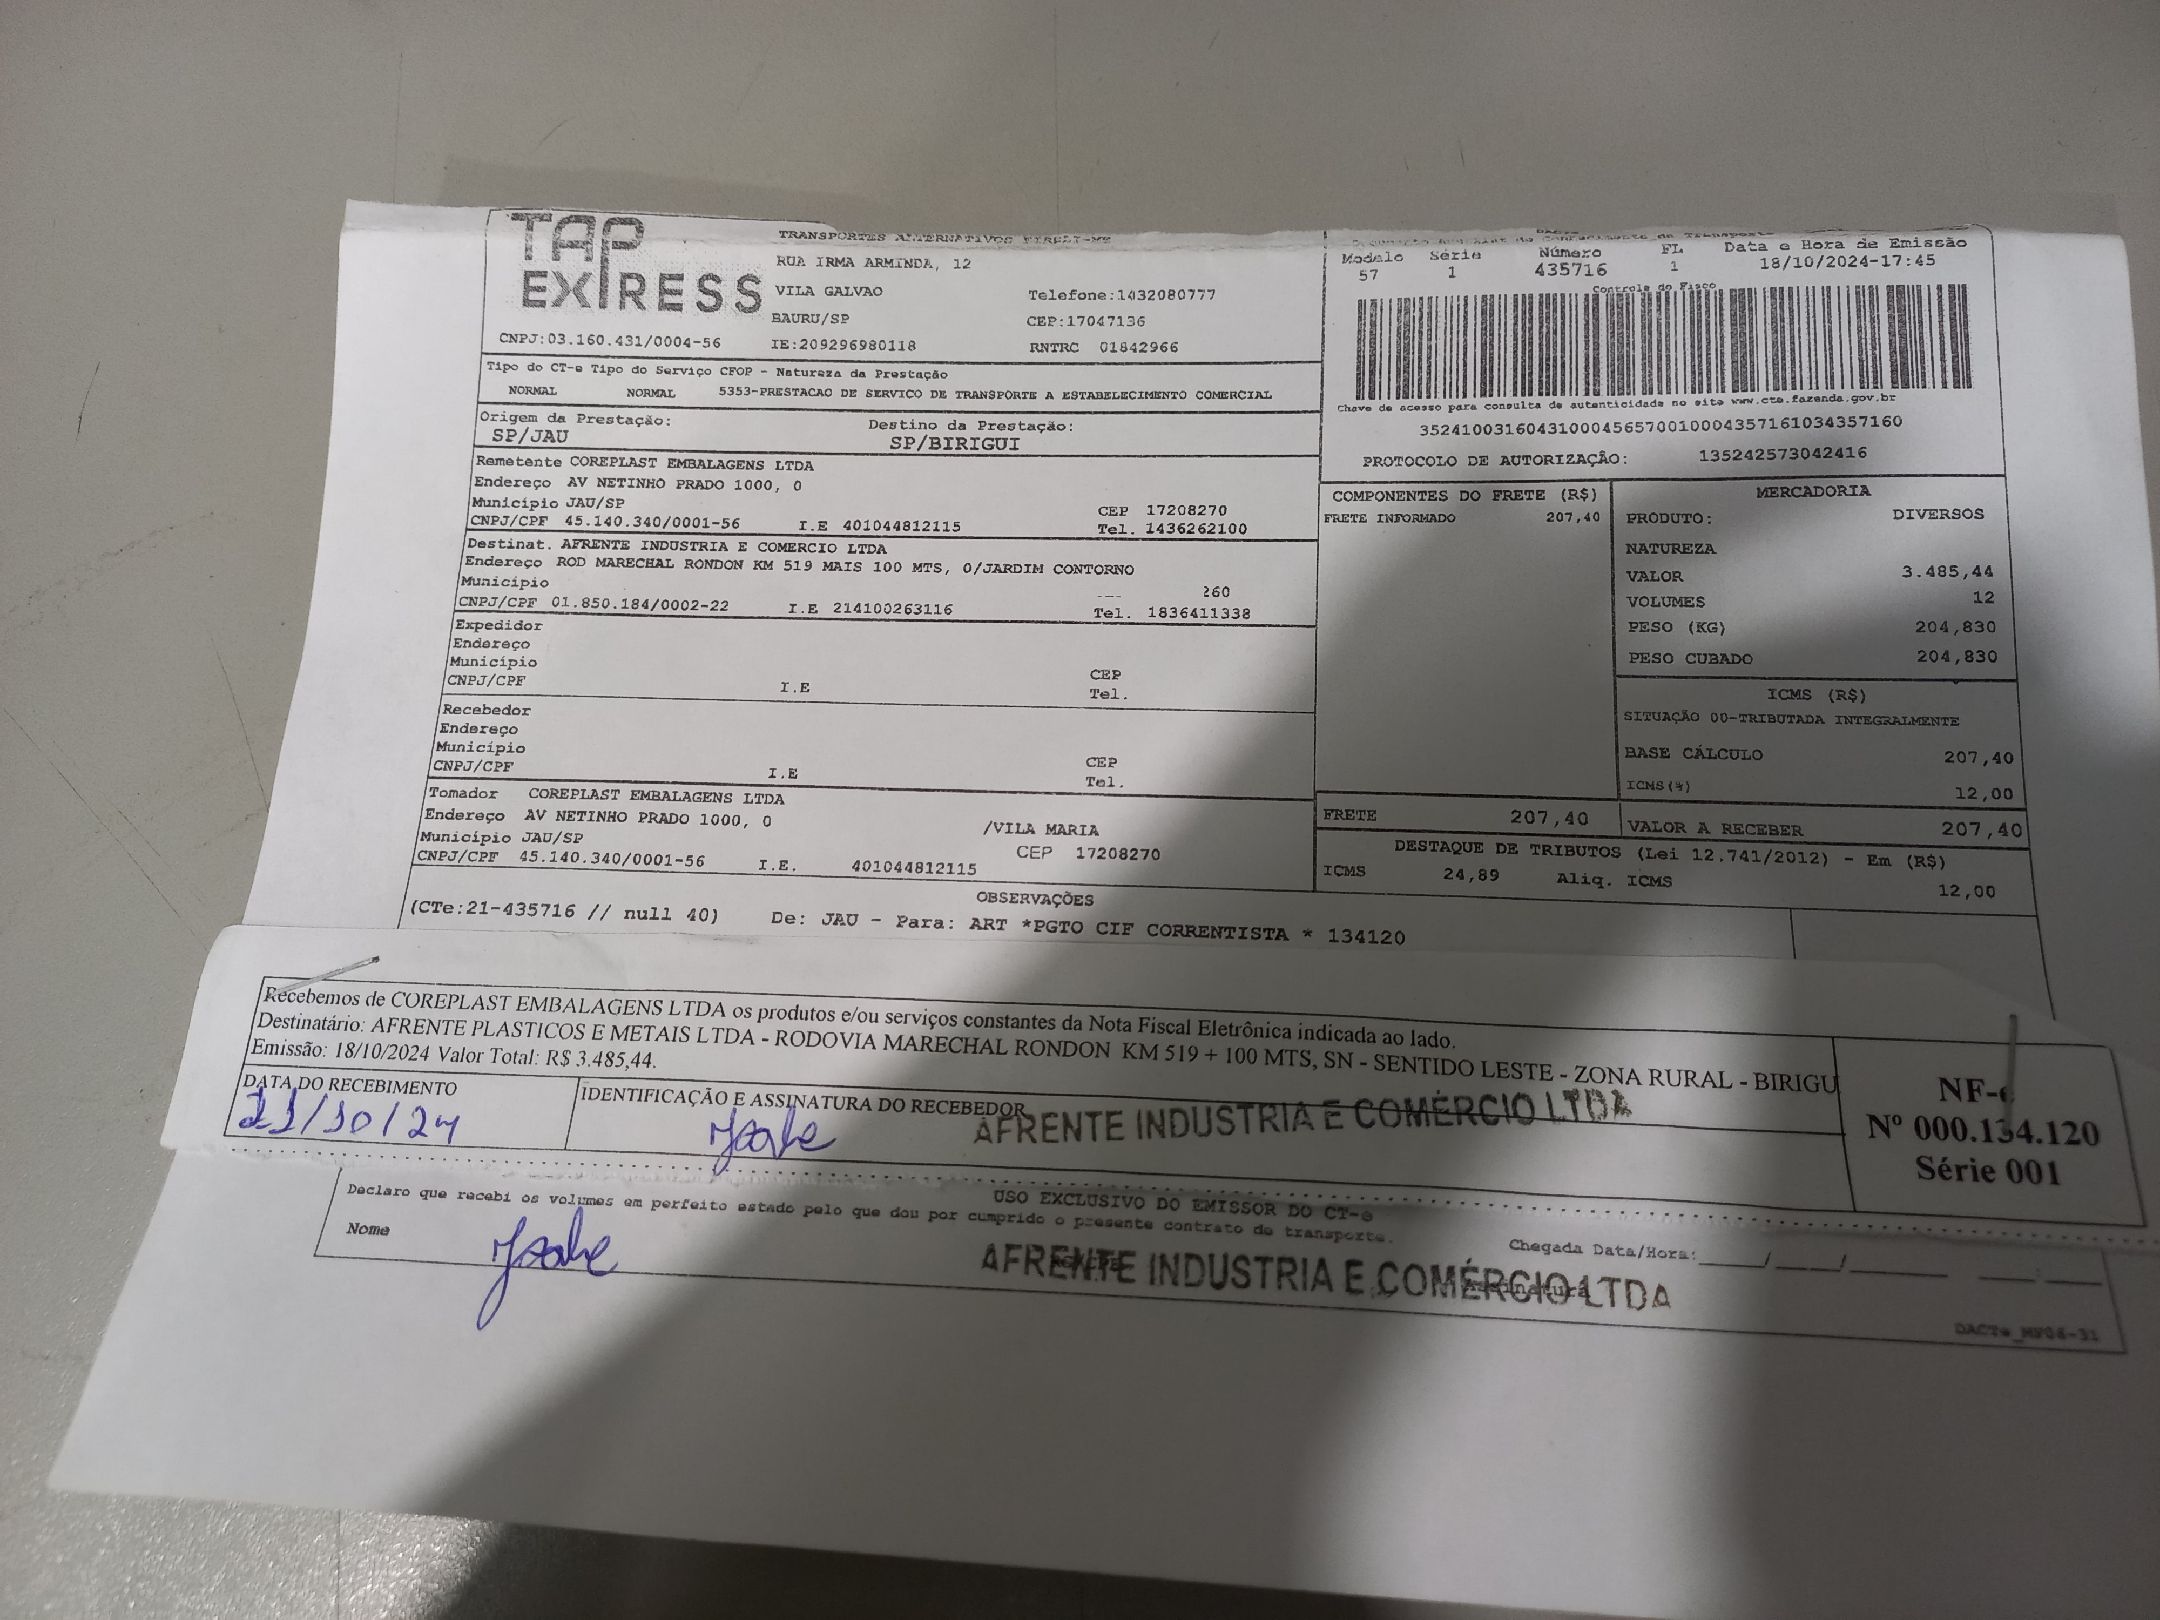 TAP
EXPRESS
TRANSPORTES ALTERNATIVOS EIRELI-ME
RUA IRMA ARMINDA, 12
VILA GALVAO Telefone:1432080777
BAURU/SP CEP:17047136
CNPJ:03.160.431/0004-56 IE:209296980118 RNTRC 01842966
Modelo Série Número FL Data e Hora de Emissão
57 1 435716 1 18/10/2024-17:45
Controle do Fisco
Chave de acesso para consulta de autenticidade no site www.cte.fazenda.gov.br
35241003160431000456570010004357161034357160
PROTOCOLO DE AUTORIZAÇÃO: 135242573042416
Tipo do CT-e Tipo do Serviço CFOP - Natureza da Prestação
NORMAL NORMAL 5353-PRESTACAO DE SERVICO DE TRANSPORTE A ESTABELECIMENTO COMERCIAL
Origem da Prestação: Destino da Prestação:
SP/JAU SP/BIRIGUI
Remetente COREPLAST EMBALAGENS LTDA
Endereço AV NETINHO PRADO 1000, 0
Município JAU/SP CEP 17208270
CNPJ/CPF 45.140.340/0001-56 I.E 401044812115 Tel. 1436262100
Destinat. AFRENTE INDUSTRIA E COMERCIO LTDA
Endereço ROD MARECHAL RONDON KM 519 MAIS 100 MTS, 0/JARDIM CONTORNO
Município 260
CNPJ/CPF 01.850.184/0002-22 I.E 214100263116 Tel. 1836411338
Expedidor
Endereço
Município CEP
CNPJ/CPF I.E Tel.
Recebedor
Endereço
Município CEP
CNPJ/CPF I.E Tel.
Tomador COREPLAST EMBALAGENS LTDA
Endereço AV NETINHO PRADO 1000, 0 /VILA MARIA
Município JAU/SP CEP 17208270
CNPJ/CPF 45.140.340/0001-56 I.E. 401044812115
COMPONENTES DO FRETE (R$)
FRETE INFORMADO 207,40
MERCADORIA
PRODUTO: DIVERSOS
NATUREZA
VALOR 3.485,44
VOLUMES 12
PESO (KG) 204,830
PESO CUBADO 204,830
ICMS (R$)
SITUAÇÃO 00-TRIBUTADA INTEGRALMENTE
BASE CÁLCULO 207,40
ICMS(%) 12,00
FRETE 207,40 VALOR A RECEBER 207,40
DESTAQUE DE TRIBUTOS (Lei 12.741/2012) - Em (R$)
ICMS 24,89 Aliq. ICMS 12,00
OBSERVAÇÕES
(CTe:21-435716 // null 40) De: JAU - Para: ART *PGTO CIF CORRENTISTA * 134120
Recebemos de COREPLAST EMBALAGENS LTDA os produtos e/ou serviços constantes da Nota Fiscal Eletrônica indicada ao lado.
Destinatário: AFRENTE PLASTICOS E METAIS LTDA - RODOVIA MARECHAL RONDON KM 519 + 100 MTS, SN - SENTIDO LESTE - ZONA RURAL - BIRIGU
Emissão: 18/10/2024 Valor Total: R$ 3.485,44.
DATA DO RECEBIMENTO IDENTIFICAÇÃO E ASSINATURA DO RECEBEDOR
21/10/24 AFRENTE INDUSTRIA E COMÉRCIO LTDA
NF-e
Nº 000.134.120
Série 001
USO EXCLUSIVO DO EMISSOR DO CT-e
Declaro que recebi os volumes em perfeito estado pelo que dou por cumprido o presente contrato de transporte.
Nome Chegada Data/Hora:
AFRENTE INDUSTRIA E COMÉRCIO LTDA
Assinatura
DACTe_MP06-31